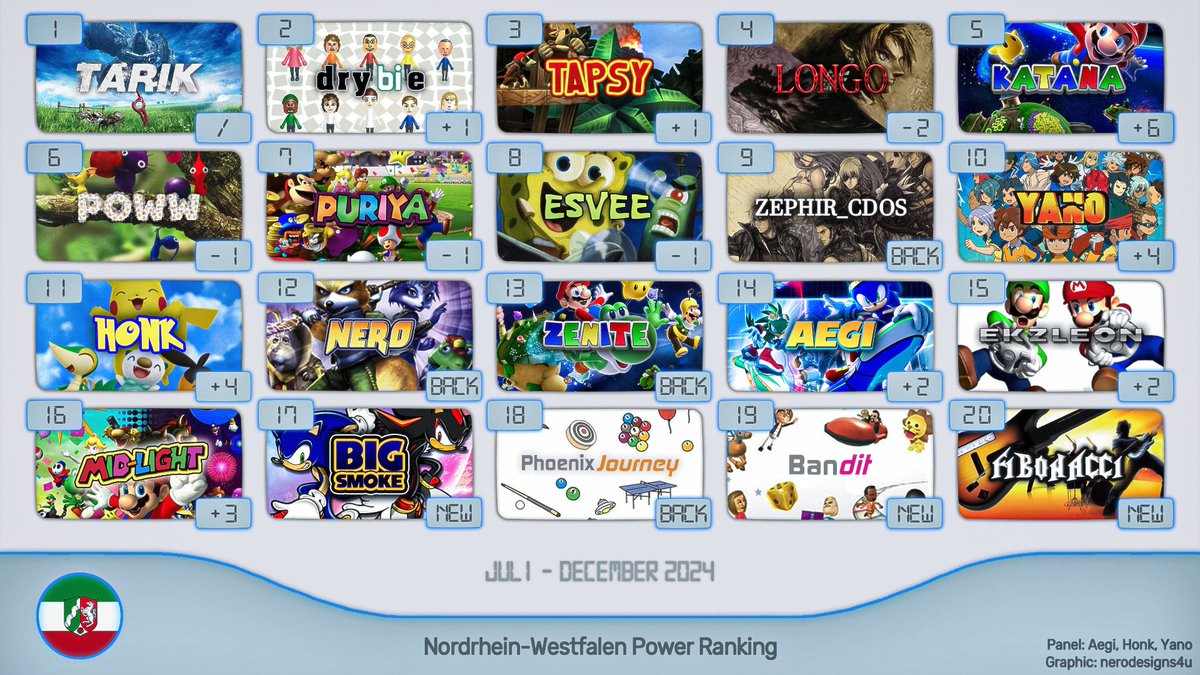 1
TARIK
/
2
drybie
+1
3
TAPSY
+1
4
LONGO
-2
5
KATANA
+6
6
POWW
-1
7
PURIYA
-1
8
ESVEE
-1
9
ZEPHIR_CDOS
BACK
10
YANO
+4
11
HONK
+4
12
NERO
BACK
13
ZENITE
BACK
14
AEGI
+2
15
EKZLEON
+2
16
MID-LIGHT
+3
17
BIG
SMOKE
NEW
18
Phoenix Journey
BACK
19
Bandit
NEW
20
FIBONACCI
NEW
JULI - DECEMBER 2024
Nordrhein-Westfalen Power Ranking
Panel: Aegi, Honk, Yano
Graphic: nerodesigns4u